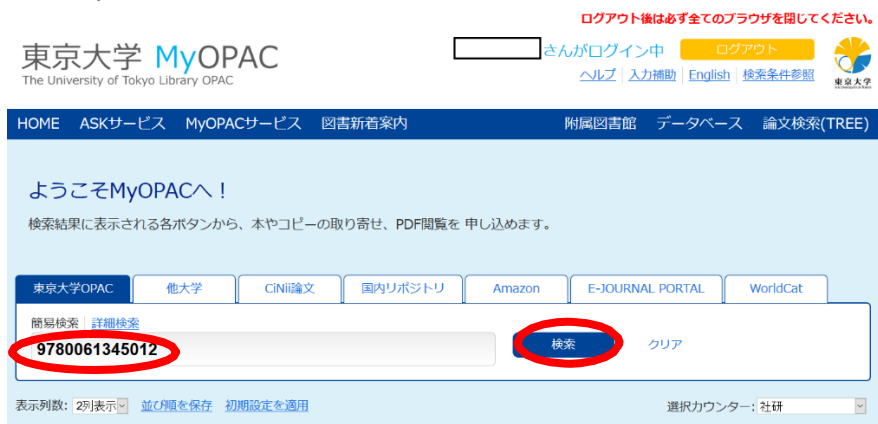 ログアウト後は必ず全てのブラウザを閉じてください。
東京大学 MyOPAC
The University of Tokyo Library OPAC
さんがログイン中 ログアウト
ヘルプ 入力補助 English 検索条件参照
東京大学
HOME ASKサービス MyOPACサービス 図書新着案内 附属図書館 データベース 論文検索(TREE)
ようこそMyOPACへ！
検索結果に表示される各ボタンから、本やコピーの取り寄せ、PDF閲覧を 申し込めます。
東京大学OPAC 他大学 CiNii論文 国内リポジトリ Amazon E-JOURNAL PORTAL WorldCat
簡易検索 詳細検索
9780061345012 検索 クリア
表示列数: 2列表示 並び順を保存 初期設定を適用 選択カウンター: 社研